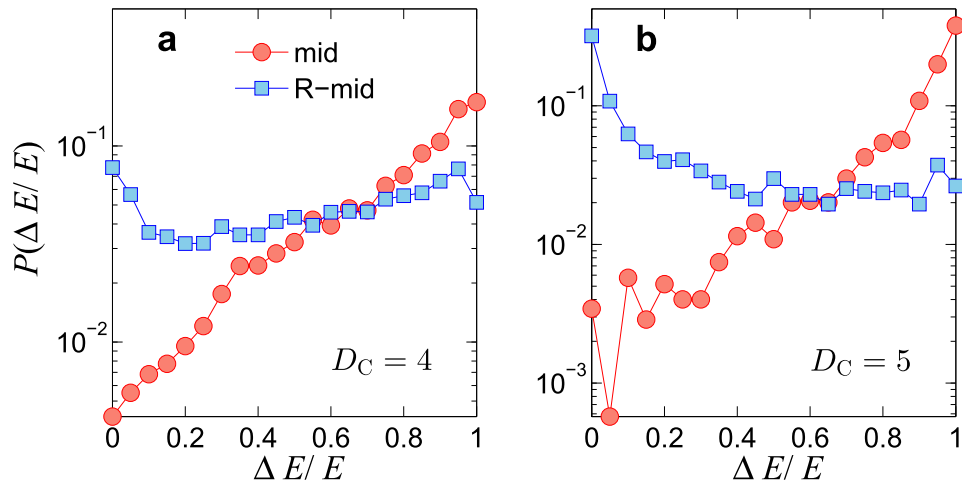 a
mid
R−mid
P(Δ E/ E)
10⁻¹
10⁻²
D_C = 4
0 0.2 0.4 0.6 0.8 1
Δ E/ E
b
10⁻¹
10⁻²
10⁻³
D_C = 5
0 0.2 0.4 0.6 0.8 1
Δ E/ E